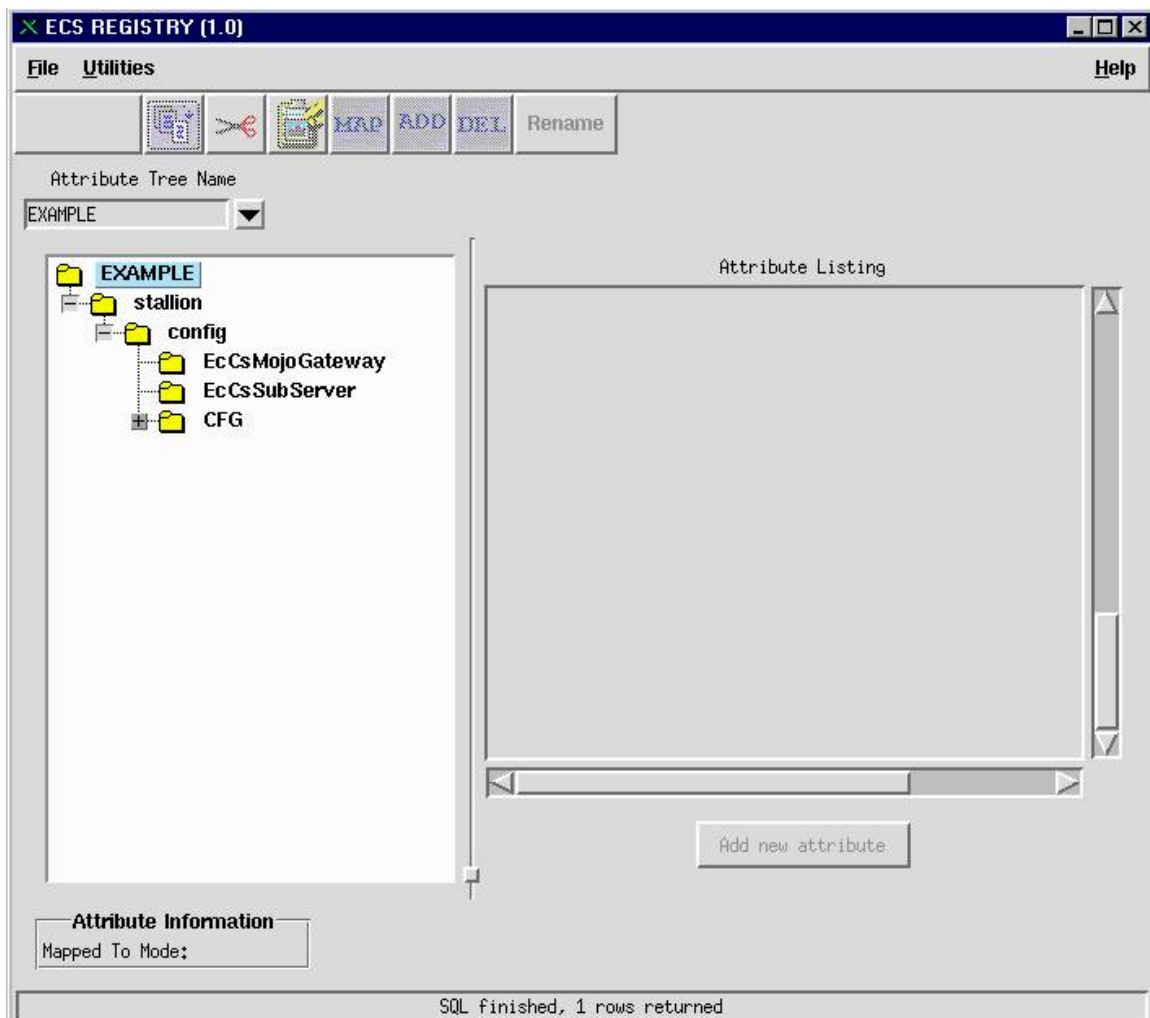 ECS REGISTRY (1.0)
File Utilities Help
MAP ADD DEL Rename
Attribute Tree Name
EXAMPLE
EXAMPLE
stallion
config
EcCsMojoGateway
EcCsSubServer
CFG
Attribute Listing
Add new attribute
Attribute Information
Mapped To Mode:
SQL finished, 1 rows returned